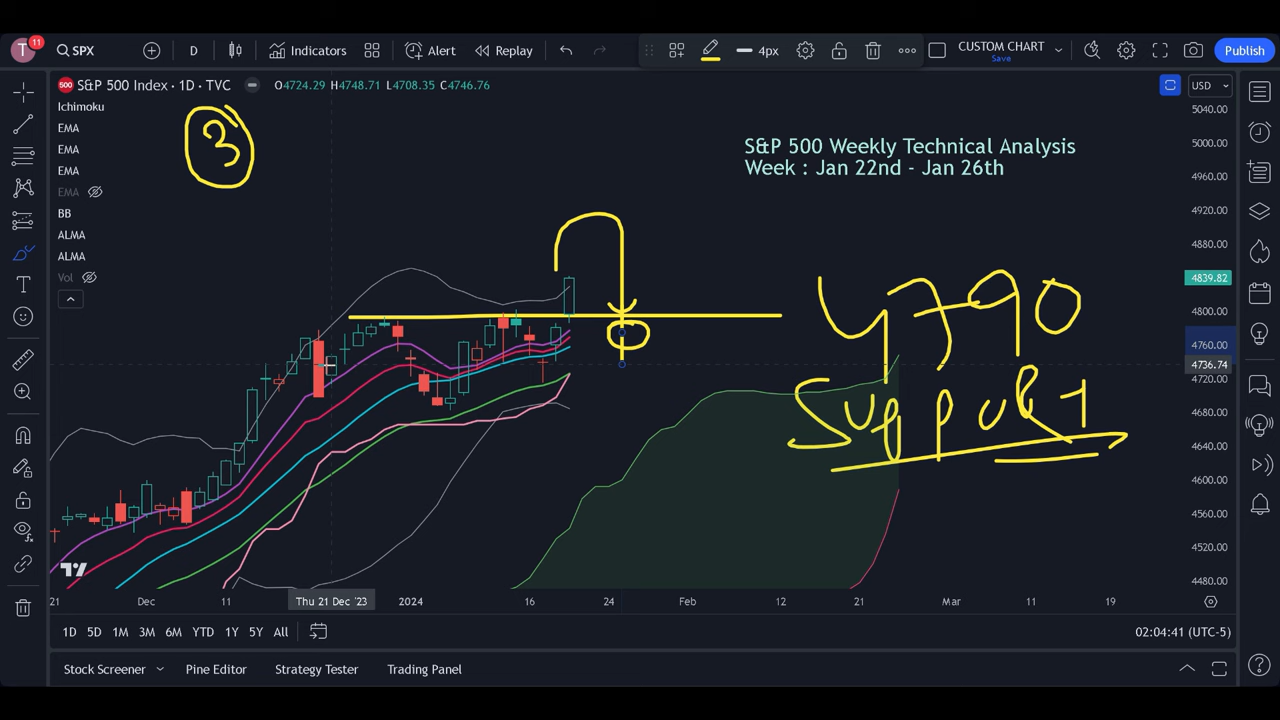 T 11 SPX D Indicators Alert Replay 4px CUSTOM CHART Save Publish
500 S&P 500 Index · 1D · TVC O4724.29 H4748.71 L4708.35 C4746.76 USD
Ichimoku
EMA
EMA
EMA
EMA
BB
ALMA
ALMA
Vol
3
S&P 500 Weekly Technical Analysis
Week : Jan 22nd - Jan 26th
4790
Support
5040.00
5000.00
4960.00
4920.00
4880.00
4839.82
4800.00
4760.00
4736.74
4720.00
4680.00
4640.00
4600.00
4560.00
4520.00
4480.00
21 Dec 11 Thu 21 Dec '23 2024 16 24 Feb 12 21 Mar 11 19
1D 5D 1M 3M 6M YTD 1Y 5Y All 02:04:41 (UTC-5)
Stock Screener Pine Editor Strategy Tester Trading Panel